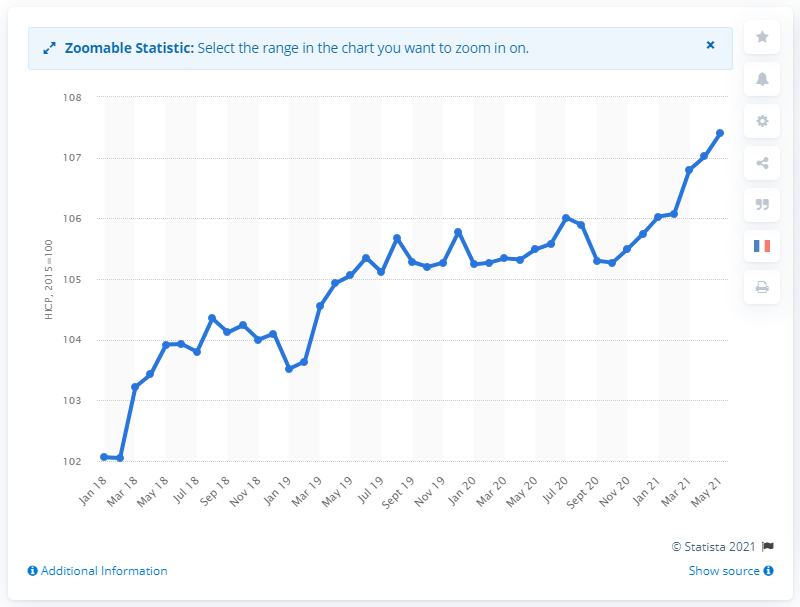 Zoomable Statistic: Select the range in the chart you want to zoom in on.
108
107
106
105
104
103
102
HICP, 2015=100
Jan 18
Mar 18
May 18
Jul 18
Sep 18
Nov 18
Jan 19
Mar 19
May 19
Jul 19
Sept 19
Nov 19
Jan 20
Mar 20
May 20
Jul 20
Sept 20
Nov 20
Jan 21
Mar 21
May 21
© Statista 2021
Additional Information
Show source